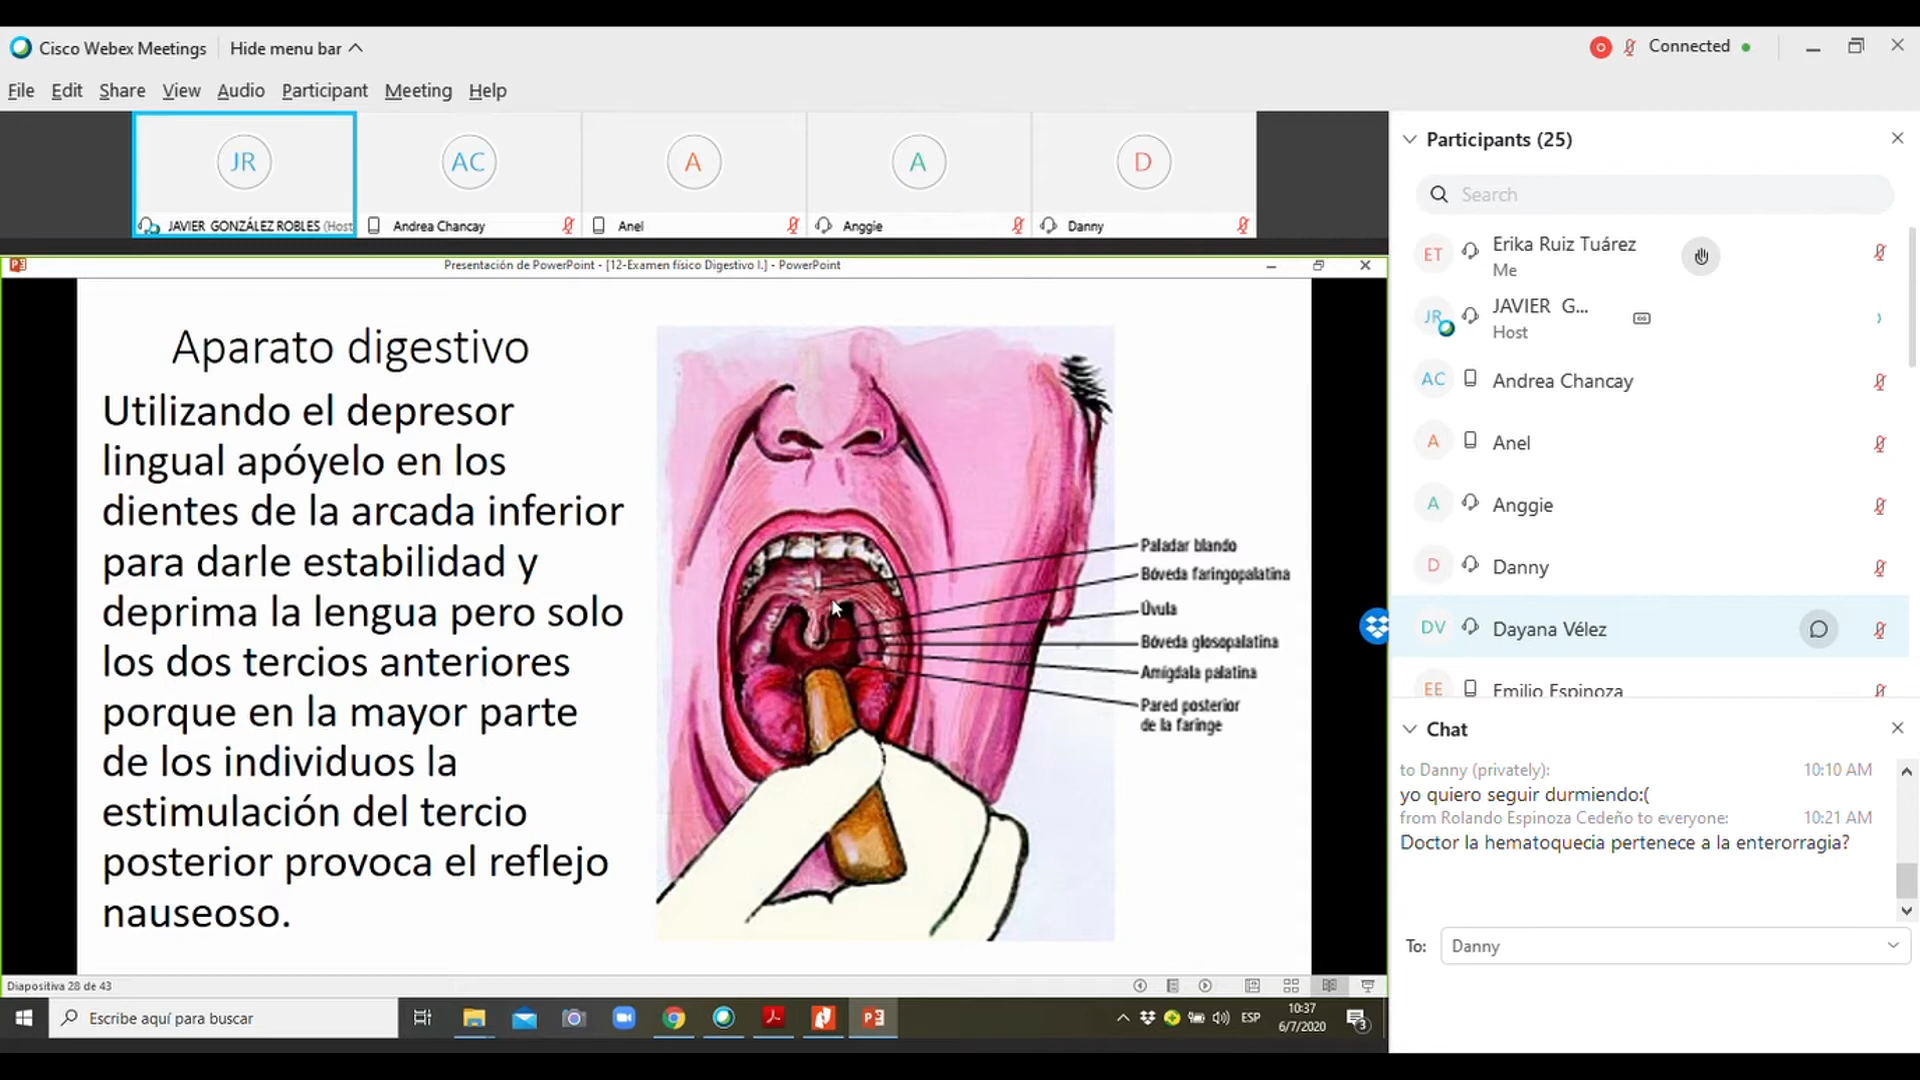 Cisco Webex Meetings
Hide menu bar
Connected
File Edit Share View Audio Participant Meeting Help
JR
AC
A
A
D
JAVIER GONZÁLEZ ROBLES (Host
Andrea Chancay
Anel
Anggie
Danny
Presentación de PowerPoint - [12-Examen físico Digestivo I.] - PowerPoint
Aparato digestivo
Utilizando el depresor
lingual apóyelo en los
dientes de la arcada inferior
para darle estabilidad y
deprima la lengua pero solo
los dos tercios anteriores
porque en la mayor parte
de los individuos la
estimulación del tercio
posterior provoca el reflejo
nauseoso.
Paladar blando
Bóveda faringopalatina
Úvula
Bóveda glosopalatina
Amígdala palatina
Pared posterior
de la faringe
Diapositiva 28 de 43
Escribe aquí para buscar
ESP
10:37
6/7/2020
3
Participants (25)
Search
ET
Erika Ruiz Tuárez
Me
JR
JAVIER G...
Host
AC
Andrea Chancay
A
Anel
A
Anggie
D
Danny
DV
Dayana Vélez
EE
Emilio Espinoza
Chat
to Danny (privately): 10:10 AM
yo quiero seguir durmiendo:(
from Rolando Espinoza Cedeño to everyone: 10:21 AM
Doctor la hematoquecia pertenece a la enterorragia?
To: Danny